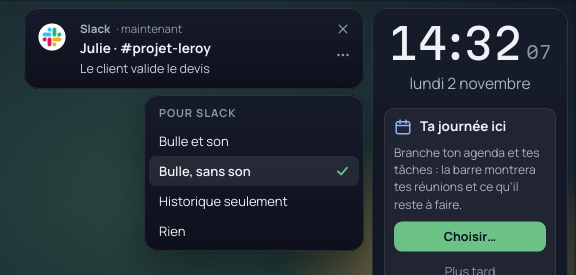 Slack · maintenant
Julie · #projet-leroy
Le client valide le devis
POUR SLACK
Bulle et son
Bulle, sans son
Historique seulement
Rien
14:32 07
lundi 2 novembre
Ta journée ici
Branche ton agenda et tes
tâches : la barre montrera
tes réunions et ce qu'il
reste à faire.
Choisir…
Plus tard